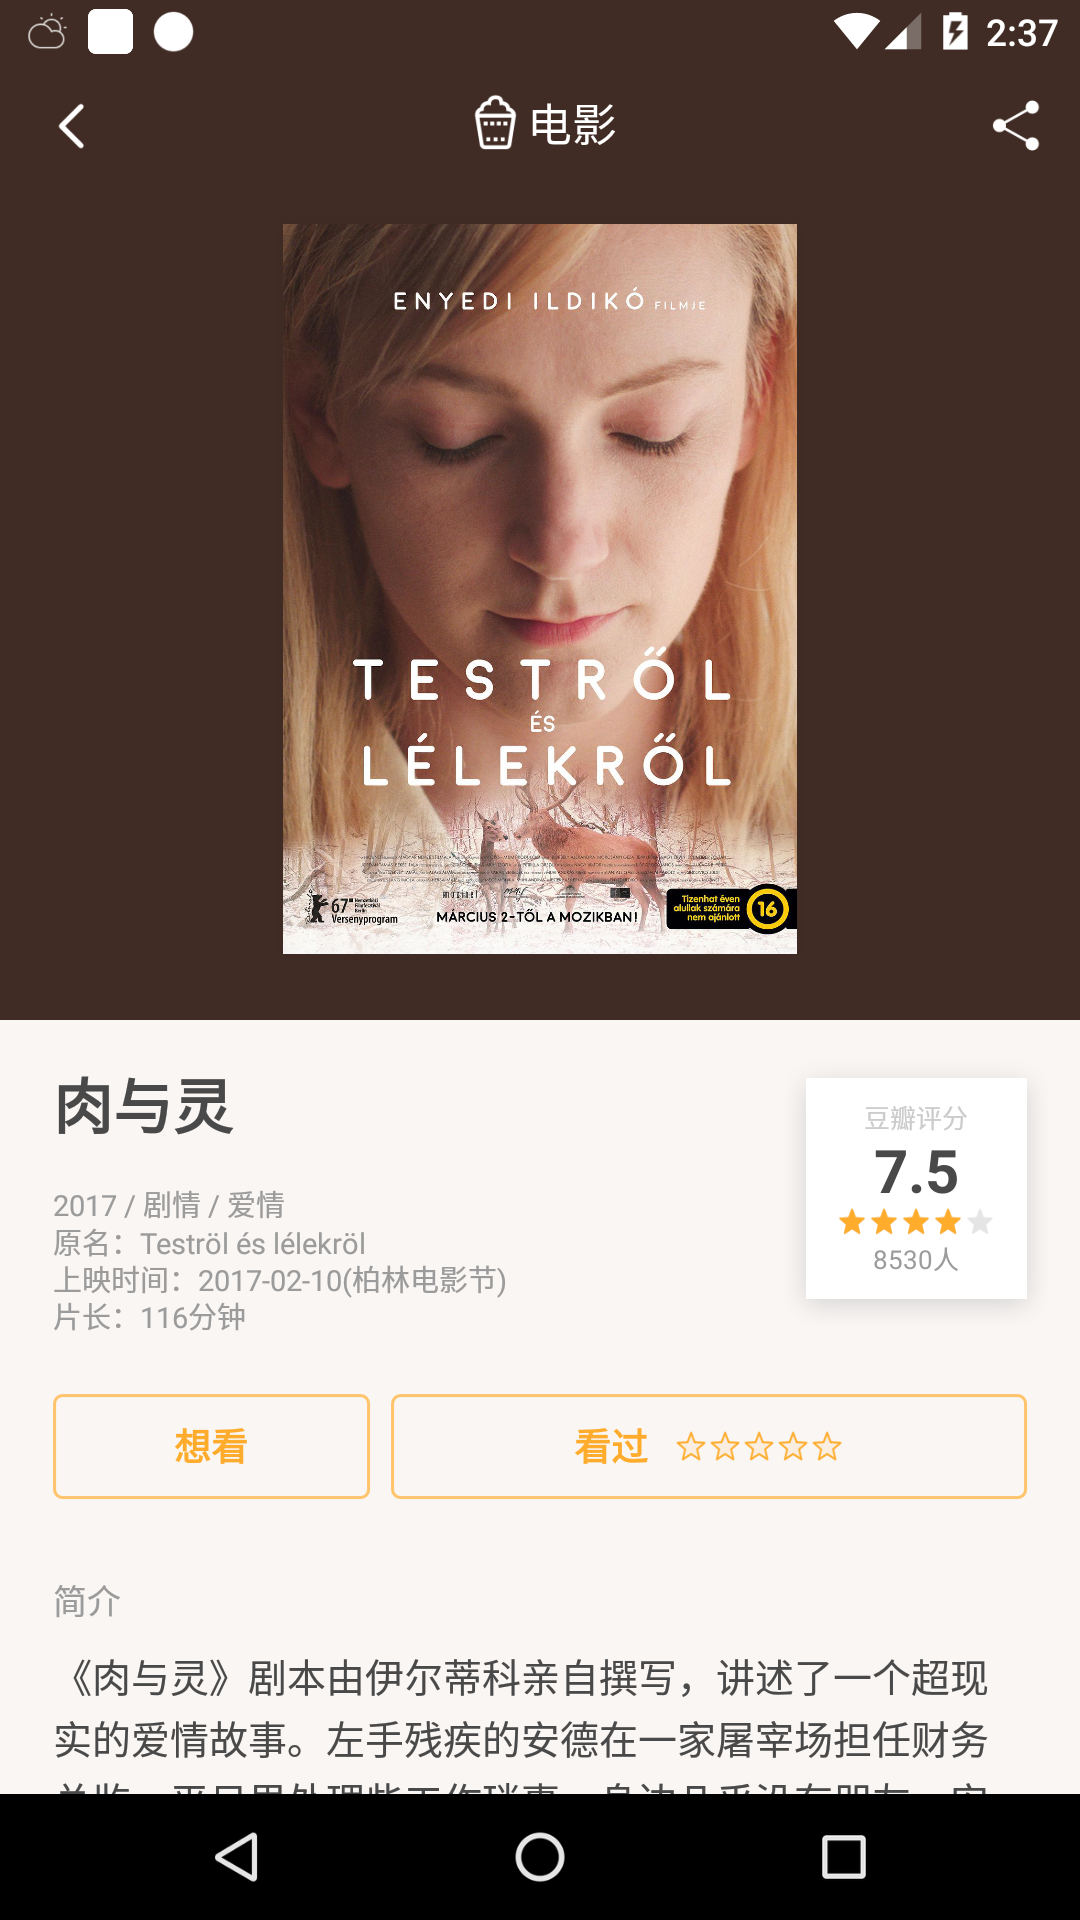 2:37
电影
ENYEDI ILDIKÓ FILMJE
TESTRŐL
ÉS
LÉLEKRŐL
67
Versenyprogram
MÁRCIUS 2-TŐL A MOZIKBAN!
Tizenhat éven
aluliak számára
nem ajánlott
16
肉与灵
豆瓣评分
7.5
8530人
2017 / 剧情 / 爱情
原名：Teströl és lélekröl
上映时间：2017-02-10(柏林电影节)
片长：116分钟
想看
看过
简介
《肉与灵》剧本由伊尔蒂科亲自撰写，讲述了一个超现
实的爱情故事。左手残疾的安德在一家屠宰场担任财务